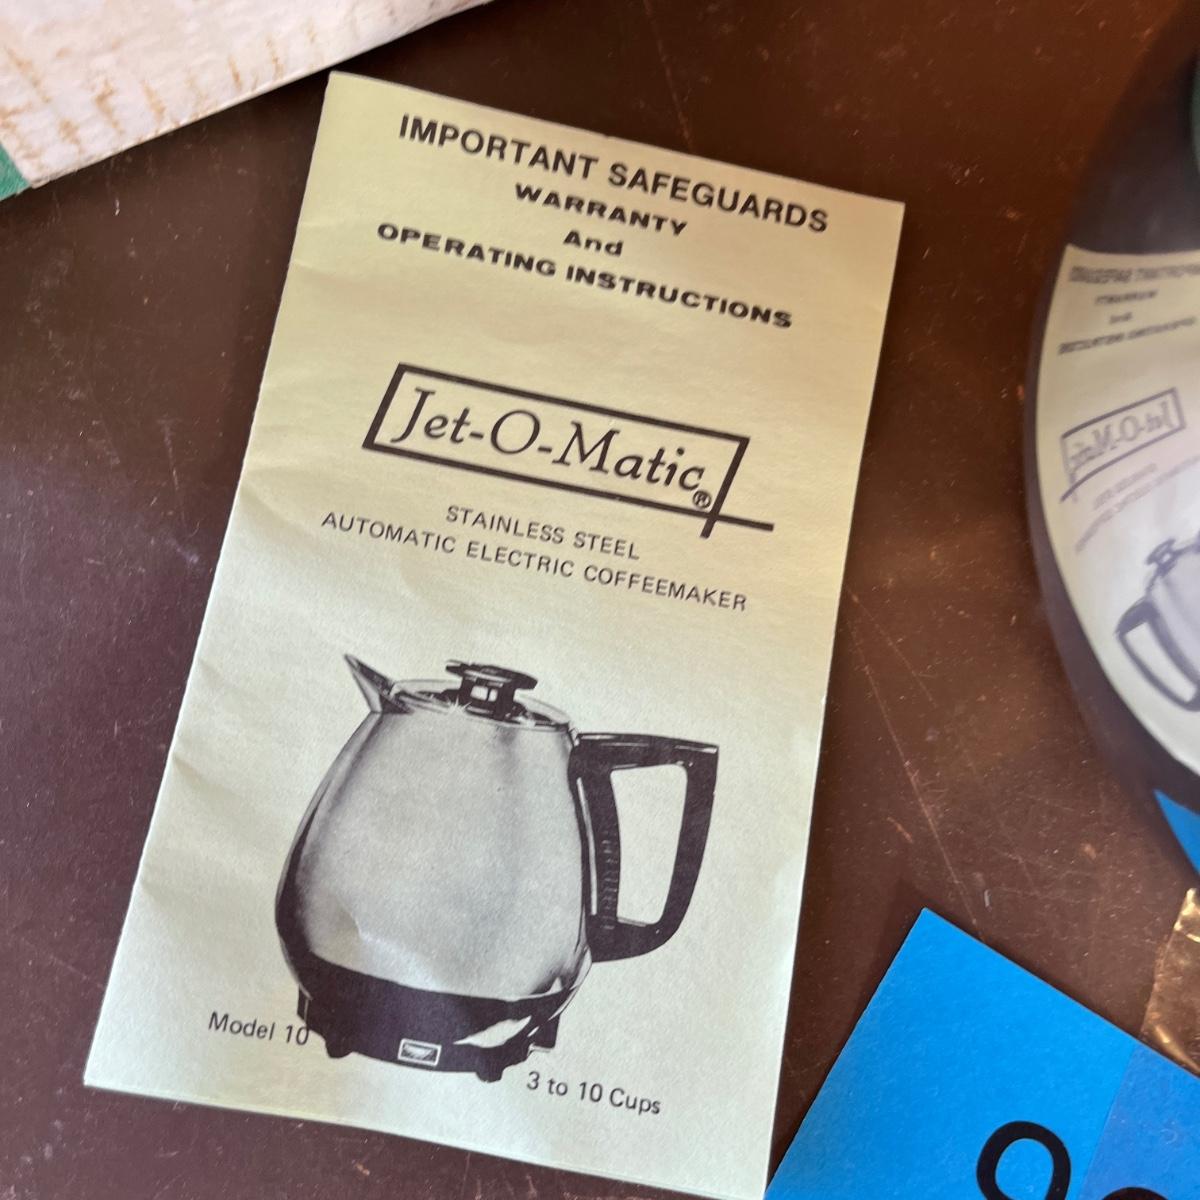 IMPORTANT SAFEGUARDS
WARRANTY
And
OPERATING INSTRUCTIONS
Jet-O-Matic®
STAINLESS STEEL
AUTOMATIC ELECTRIC COFFEEMAKER
Model 10
3 to 10 Cups